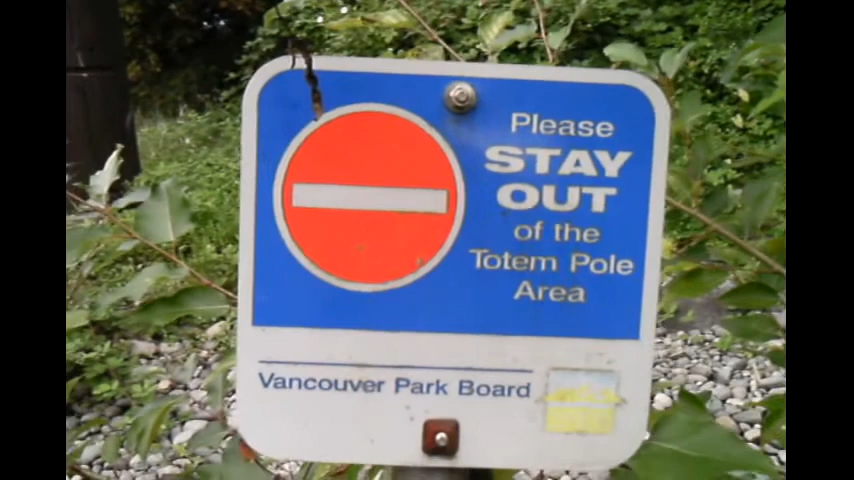 Please
STAY
OUT
of the
Totem Pole
Area
Vancouver Park Board